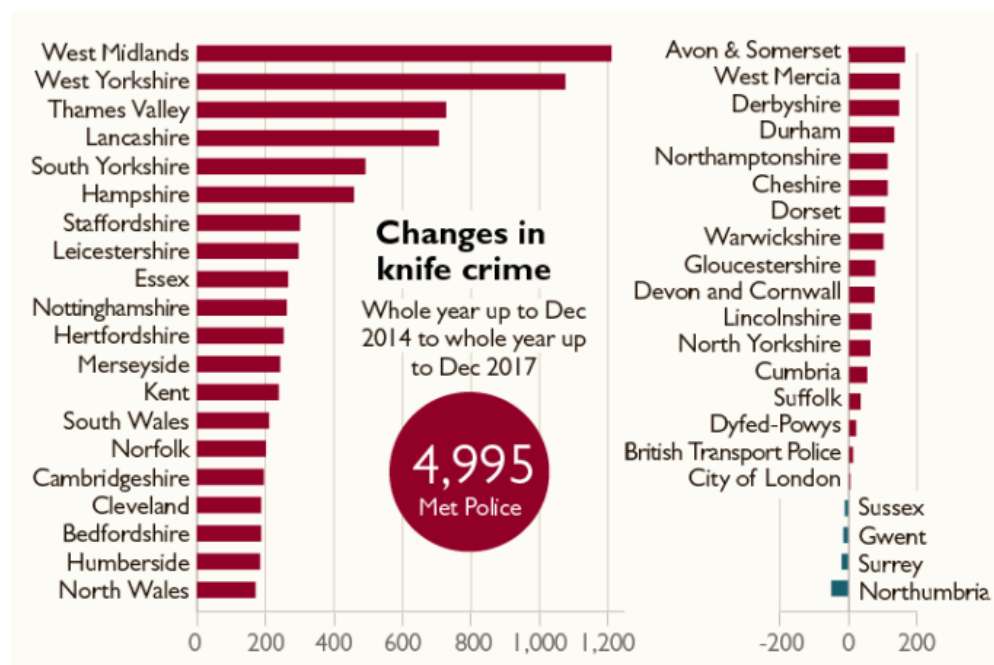 West Midlands
West Yorkshire
Thames Valley
Lancashire
South Yorkshire
Hampshire
Staffordshire
Leicestershire
Essex
Nottinghamshire
Hertfordshire
Merseyside
Kent
South Wales
Norfolk
Cambridgeshire
Cleveland
Bedfordshire
Humberside
North Wales
0 200 400 600 800 1,000 1,200
Changes in
knife crime
Whole year up to Dec
2014 to whole year up
to Dec 2017
4,995
Met Police
Avon & Somerset
West Mercia
Derbyshire
Durham
Northamptonshire
Cheshire
Dorset
Warwickshire
Gloucestershire
Devon and Cornwall
Lincolnshire
North Yorkshire
Cumbria
Suffolk
Dyfed-Powys
British Transport Police
City of London
Sussex
Gwent
Surrey
Northumbria
-200 0 200